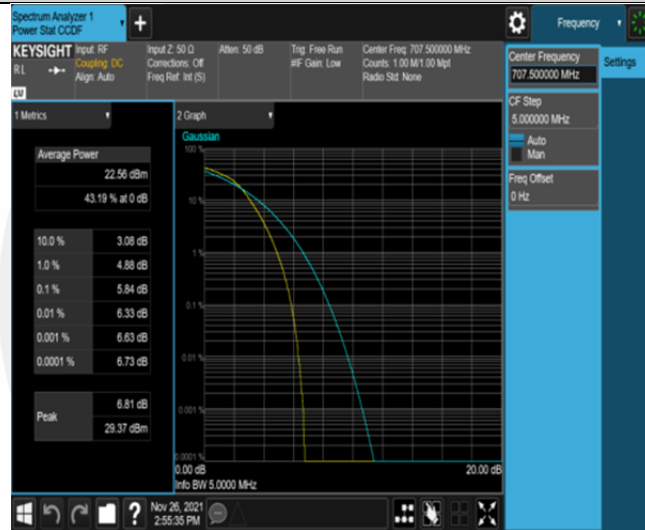 Spectrum Analyzer 1
Power Stat CCDF
+
Frequency
KEYSIGHT
Input: RF
Coupling: DC
Align: Auto
Input Z: 50 Ω
Corrections: Off
Freq Ref: Int (S)
Atten: 50 dB
Trig: Free Run
#IF Gain: Low
Center Freq: 707.500000 MHz
Counts: 1.00 M/1.00 Mpt
Radio Std: None
RL
LXI
Center Frequency
707.500000 MHz
Settings
CF Step
5.000000 MHz
Auto
Man
Freq Offset
0 Hz
1 Metrics
Average Power
22.56 dBm
43.19 % at 0 dB
10.0 % 3.08 dB
1.0 % 4.88 dB
0.1 % 5.84 dB
0.01 % 6.33 dB
0.001 % 6.63 dB
0.0001 % 6.73 dB
Peak 6.81 dB
29.37 dBm
2 Graph
Gaussian
100 %
10 %
1 %
0.1 %
0.01 %
0.001 %
0.0001 %
0.00 dB 20.00 dB
Info BW 5.0000 MHz
?
Nov 26, 2021
2:55:35 PM